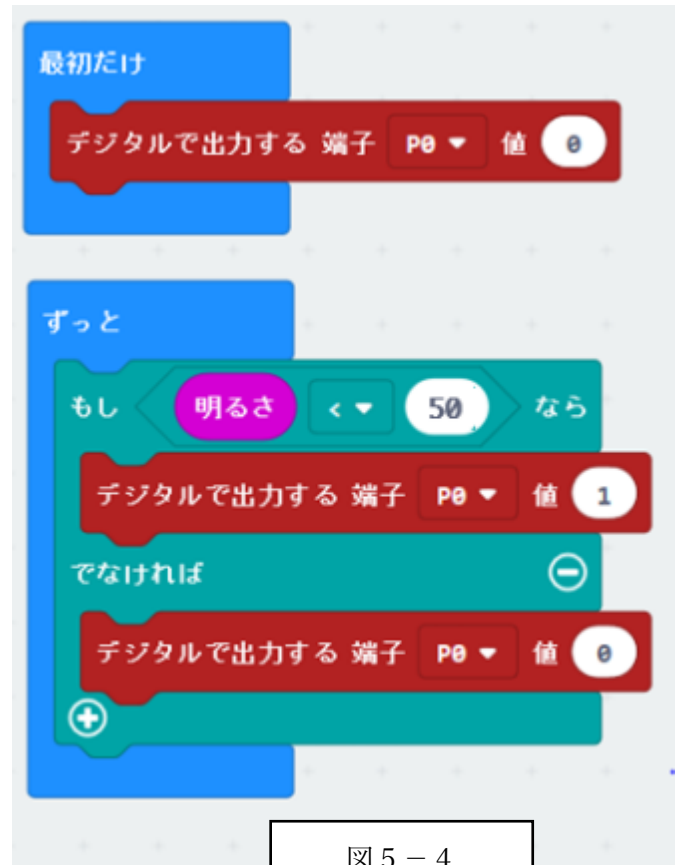 最初だけ
デジタルで出力する 端子 P0 値 0
ずっと
もし 明るさ < 50 なら
デジタルで出力する 端子 P0 値 1
でなければ
デジタルで出力する 端子 P0 値 0
図5-4